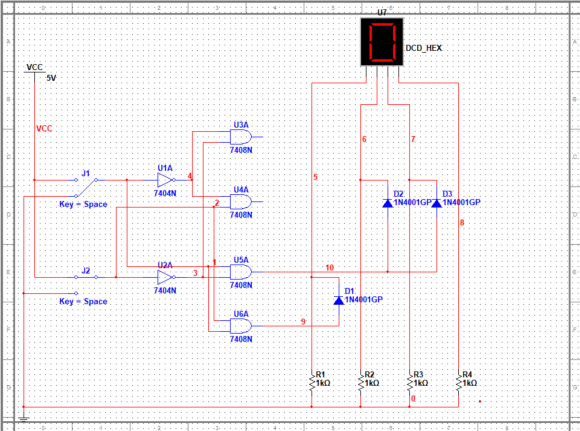 U7
DCD_HEX
VCC
5V
VCC
U3A
7408N
J1
Key = Space
U1A
7404N
4
U4A
7408N
2
6
7
5
D2
1N4001GP
D3
1N4001GP
8
J2
Key = Space
U2A
7404N
3
1
U5A
7408N
10
D1
1N4001GP
U6A
7408N
9
R1
1kΩ
R2
1kΩ
R3
1kΩ
R4
1kΩ
0